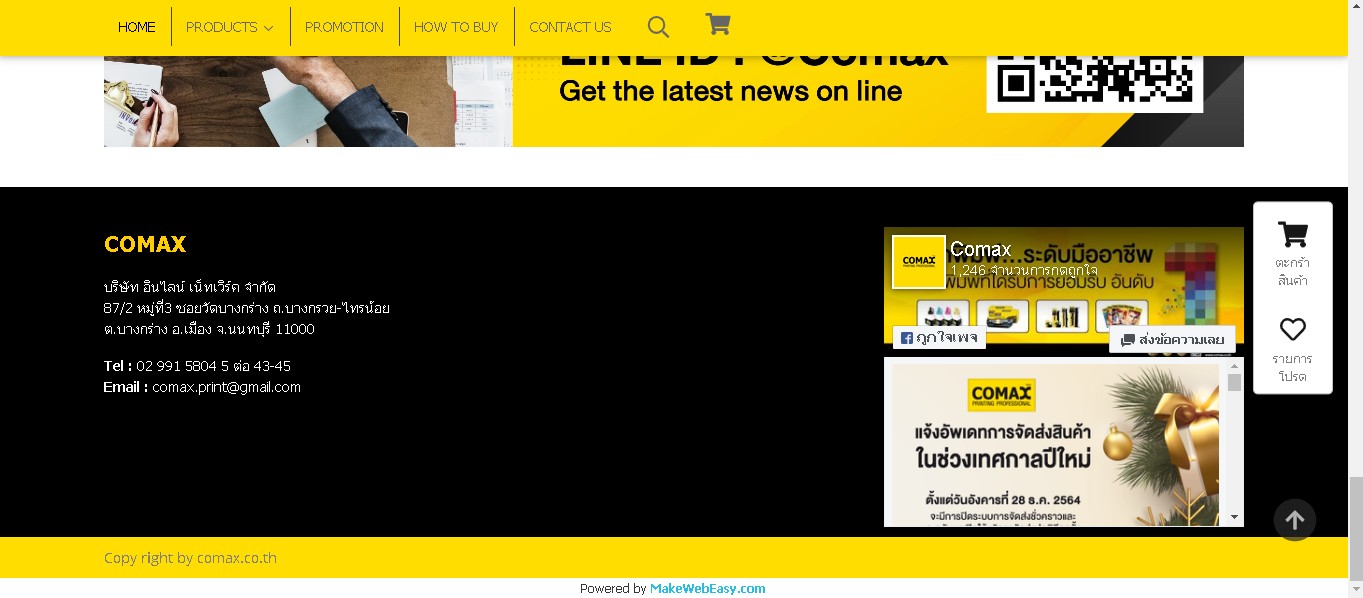 HOME
PRODUCTS
PROMOTION
HOW TO BUY
CONTACT US
LINE ID : @Comax
Get the latest news on line
COMAX
บริษัท อินไลน์ เน็ทเวิร์ค จำกัด
87/2 หมู่ที่3 ซอยวัดบางกร่าง ถ.บางกรวย-ไทรน้อย
ต.บางกร่าง อ.เมือง จ.นนทบุรี 11000
Tel : 02 991 5804 5 ต่อ 43-45
Email : comax.print@gmail.com
COMAX
Comax
1,246 จำนวนการกดถูกใจ
ถูกใจเพจ
ส่งข้อความเลย
COMAX
PRINTING PROFESSIONAL
แจ้งอัพเดทการจัดส่งสินค้า
ในช่วงเทศกาลปีใหม่
ตั้งแต่วันอังคารที่ 28 ธ.ค. 2564
จะมีการปิดระบบการจัดส่งชั่วคราวและ
ตะกร้า
สินค้า
รายการ
โปรด
Copy right by comax.co.th
Powered by MakeWebEasy.com